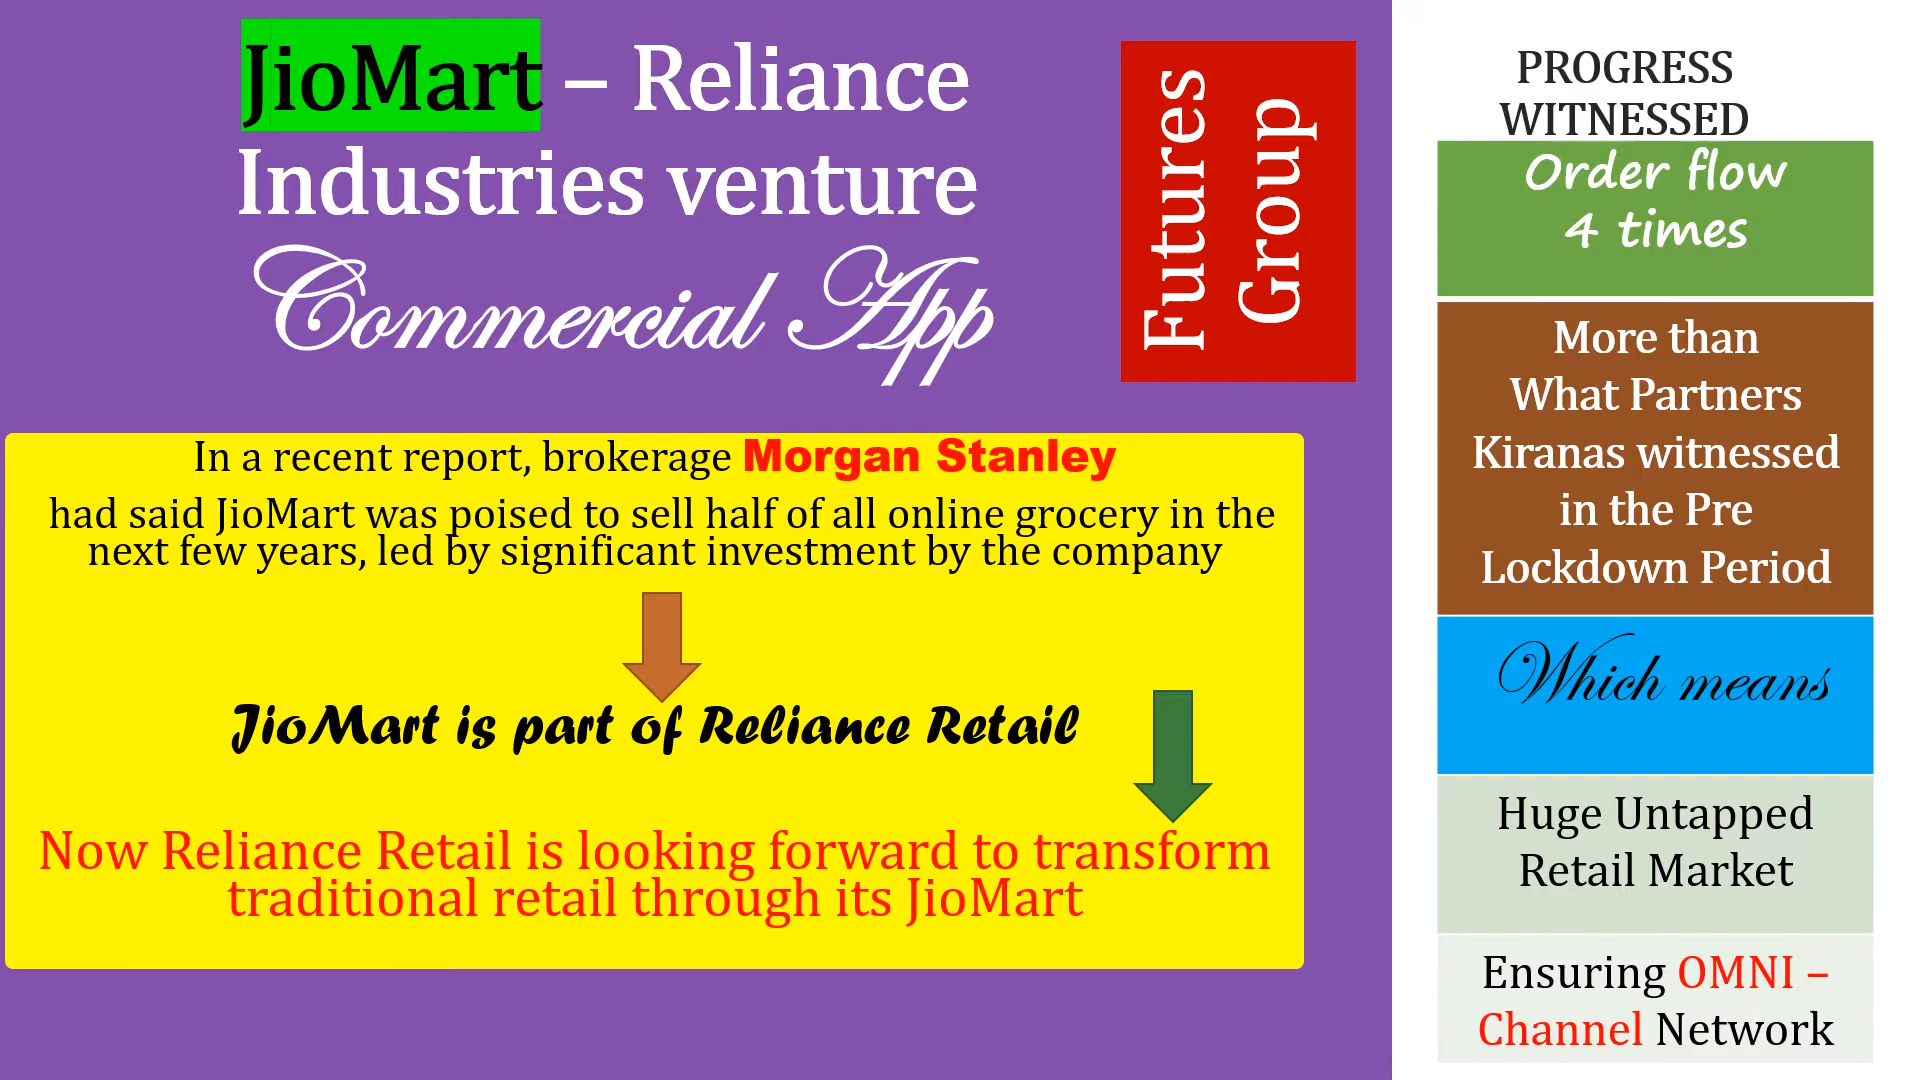 JioMart – Reliance
Industries venture
Commercial App
Futures
Group
In a recent report, brokerage Morgan Stanley
had said JioMart was poised to sell half of all online grocery in the
next few years, led by significant investment by the company
JioMart is part of Reliance Retail
Now Reliance Retail is looking forward to transform
traditional retail through its JioMart
PROGRESS
WITNESSED
Order flow
4 times
More than
What Partners
Kiranas witnessed
in the Pre
Lockdown Period
Which means
Huge Untapped
Retail Market
Ensuring OMNI –
Channel Network